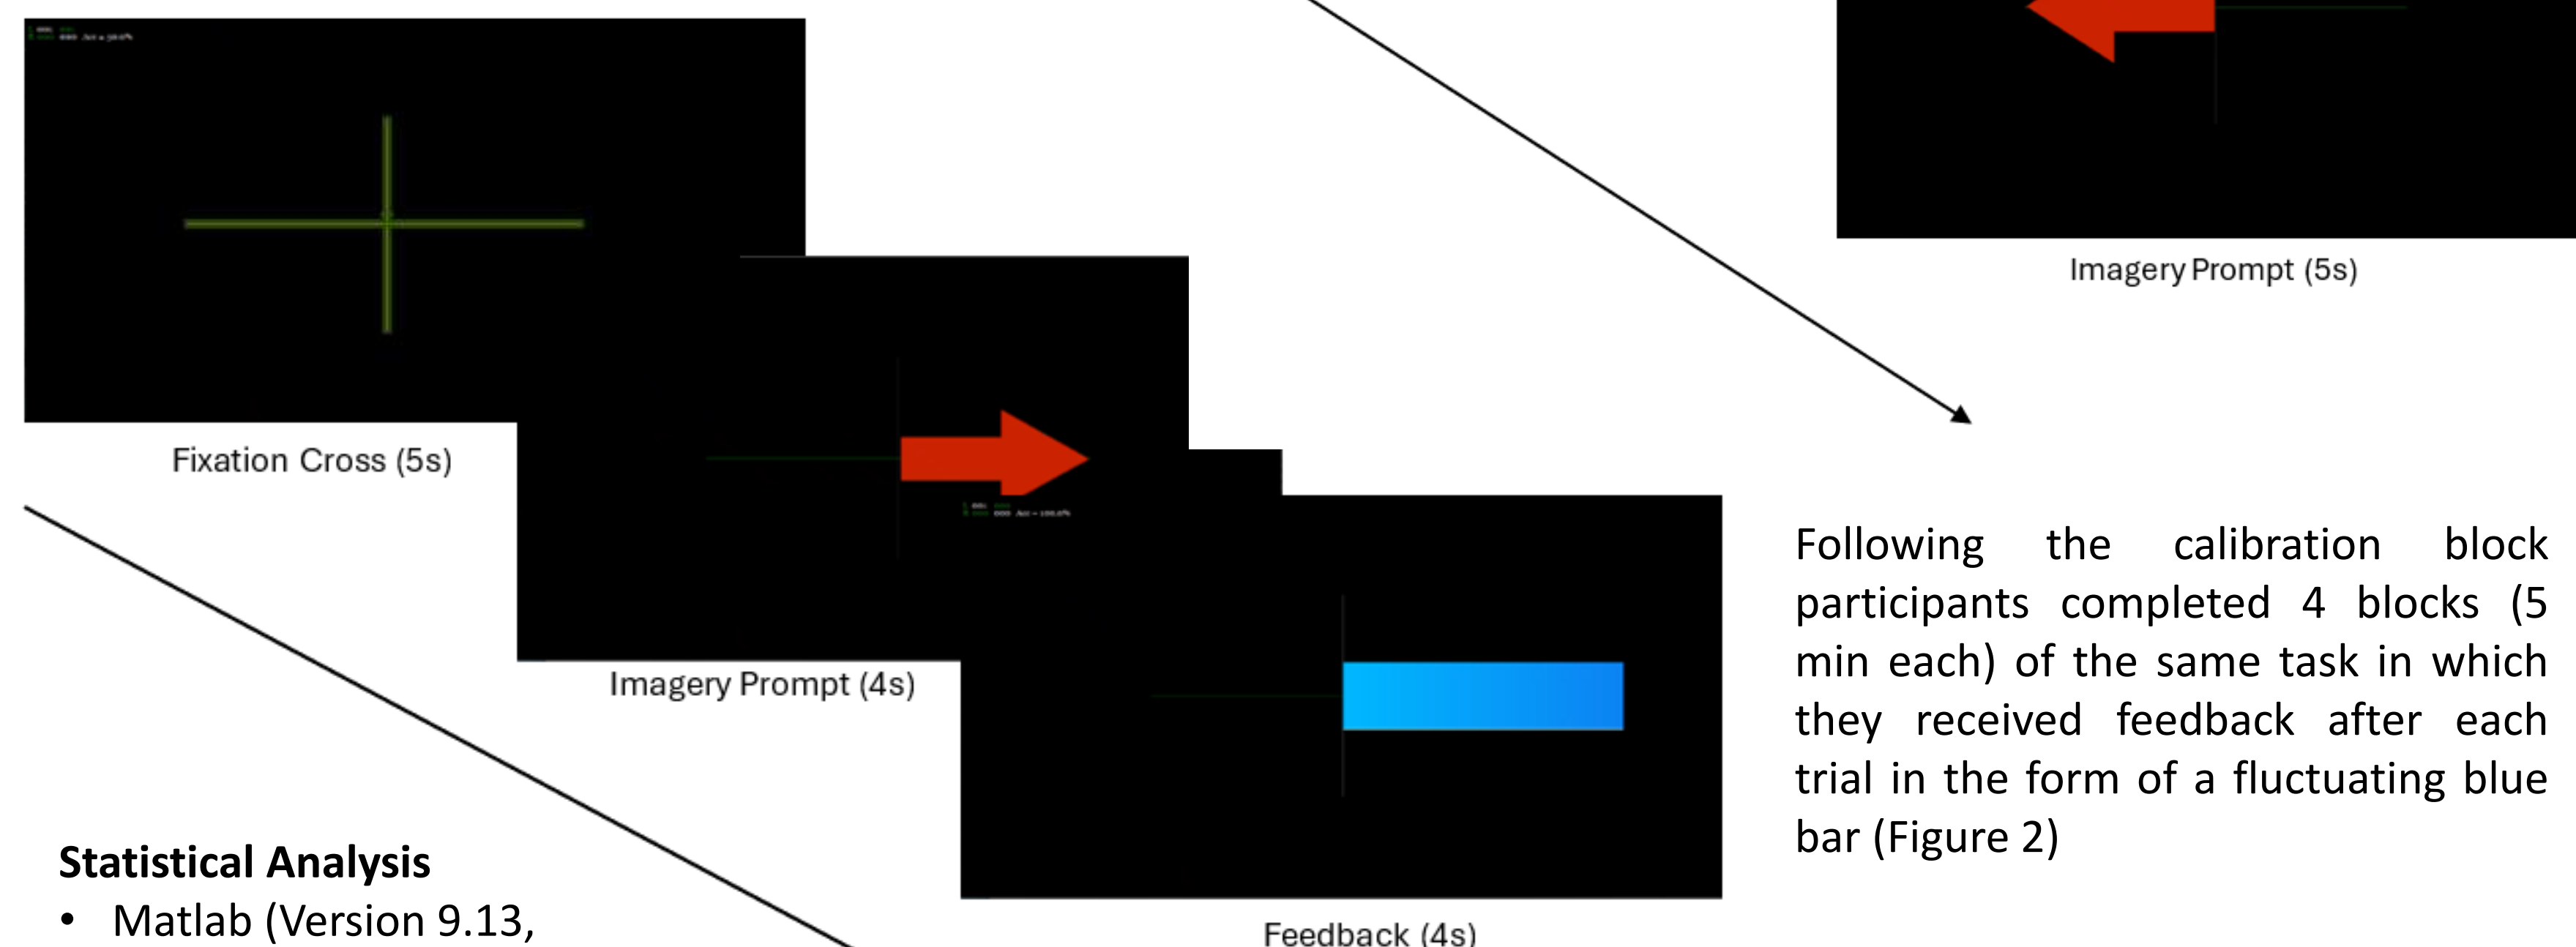 Imagery Prompt (5s)
Fixation Cross (5s)
Imagery Prompt (4s)
Feedback (4s)
Following the calibration block
participants completed 4 blocks (5
min each) of the same task in which
they received feedback after each
trial in the form of a fluctuating blue
bar (Figure 2)
Statistical Analysis
• Matlab (Version 9.13,